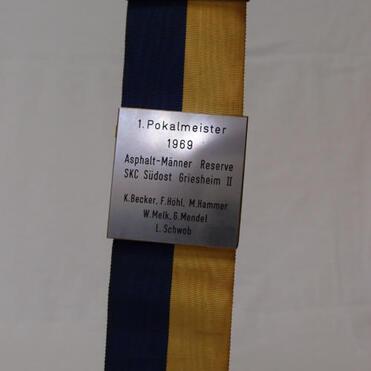 1. Pokalmeister
1969
Asphalt-Männer Reserve
SKC Südost Griesheim II
K. Becker, F. Höhl, M. Hammer
W. Melk, G. Mendel
L. Schwob